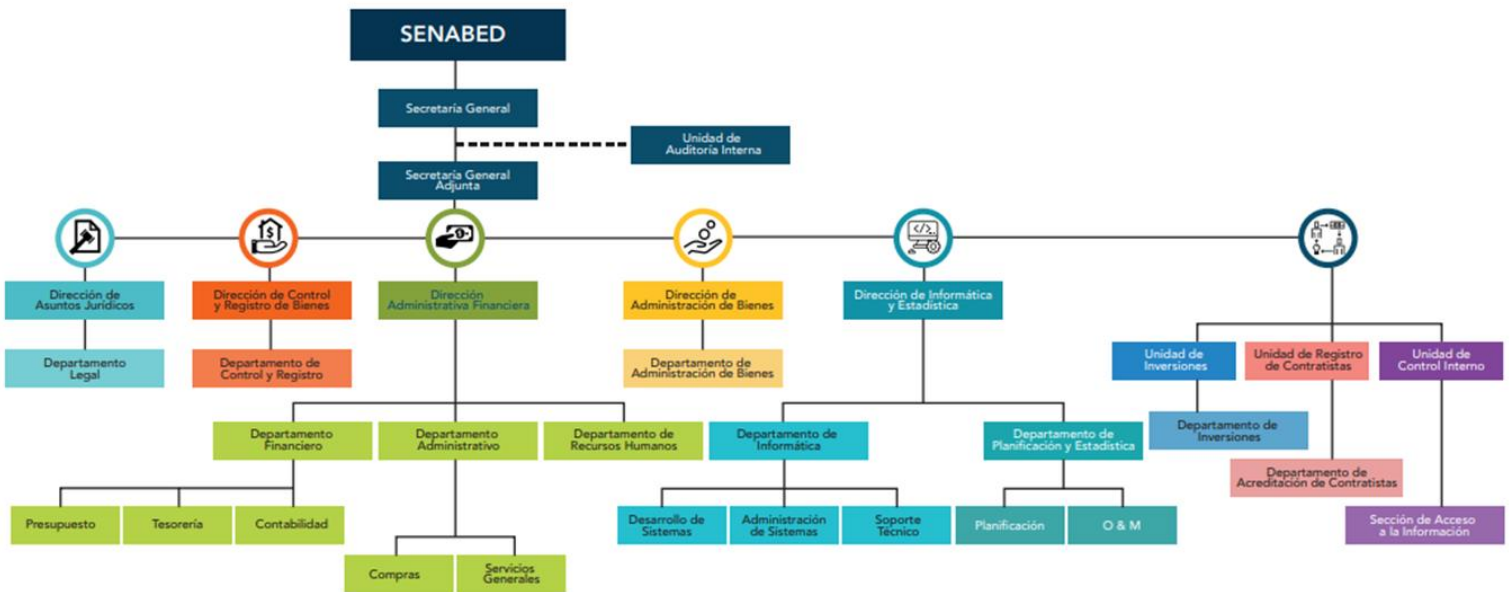 SENABED
Secretaría General
Unidad de
Auditoría Interna
Secretaría General
Adjunta
Dirección de
Asuntos Jurídicos
Dirección de Control
y Registro de Bienes
Dirección
Administrativa Financiera
Dirección de
Administración de Bienes
Dirección de Informática
y Estadística
Departamento
Legal
Departamento de
Control y Registro
Departamento de
Administración de Bienes
Unidad de
Inversiones
Unidad de Registro
de Contratistas
Unidad de
Control Interno
Departamento
Financiero
Departamento
Administrativo
Departamento de
Recursos Humanos
Departamento de
Informática
Departamento de
Planificación y Estadística
Departamento de
Inversiones
Departamento de
Acreditación de Contratistas
Presupuesto
Tesorería
Contabilidad
Desarrollo de
Sistemas
Administración
de Sistemas
Soporte
Técnico
Planificación
O & M
Sección de Acceso
a la Información
Compras
Servicios
Generales